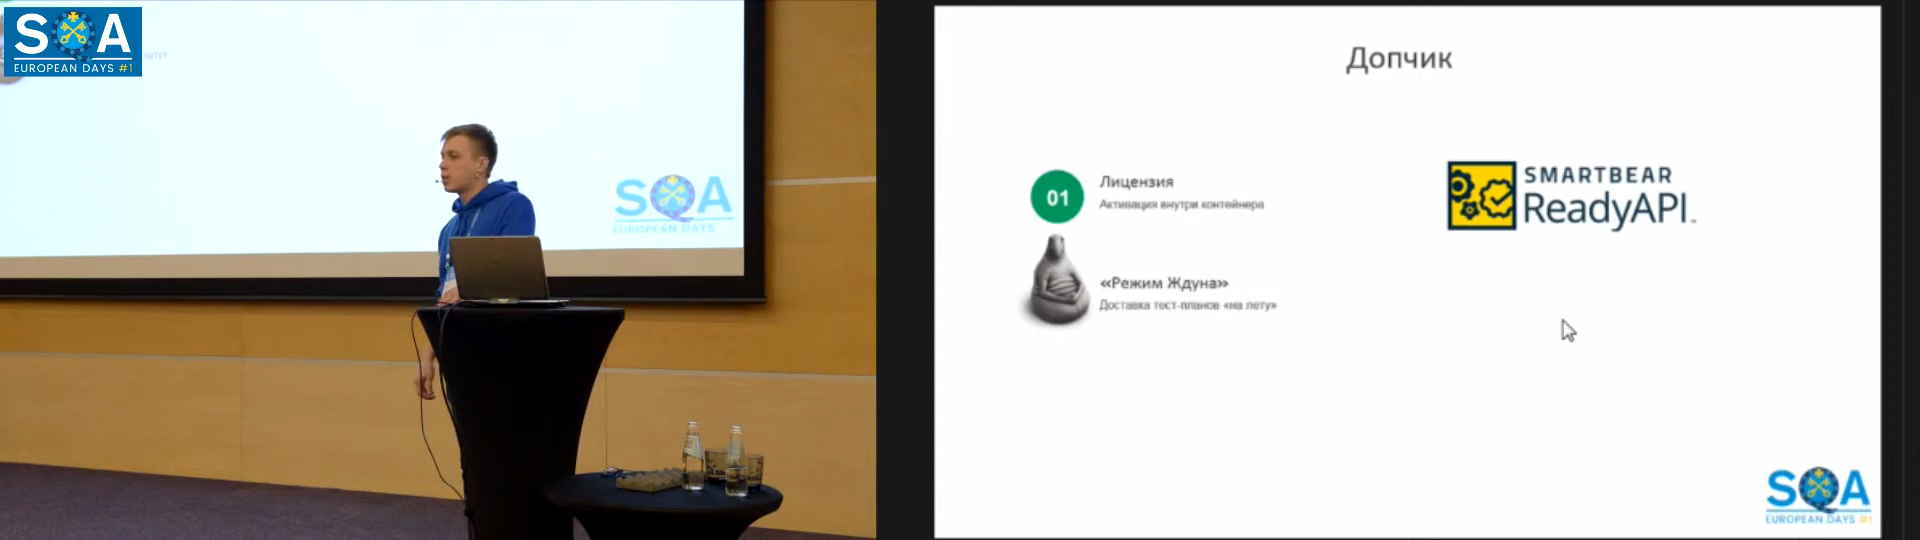 SQA
EUROPEAN DAYS #1
лету»
SQA
EUROPEAN DAYS
Допчик
01
Лицензия
Активация внутри контейнера
«Режим Ждуна»
Доставка тест-планов «на лету»
SMARTBEAR
ReadyAPI
SQA
EUROPEAN DAYS #1